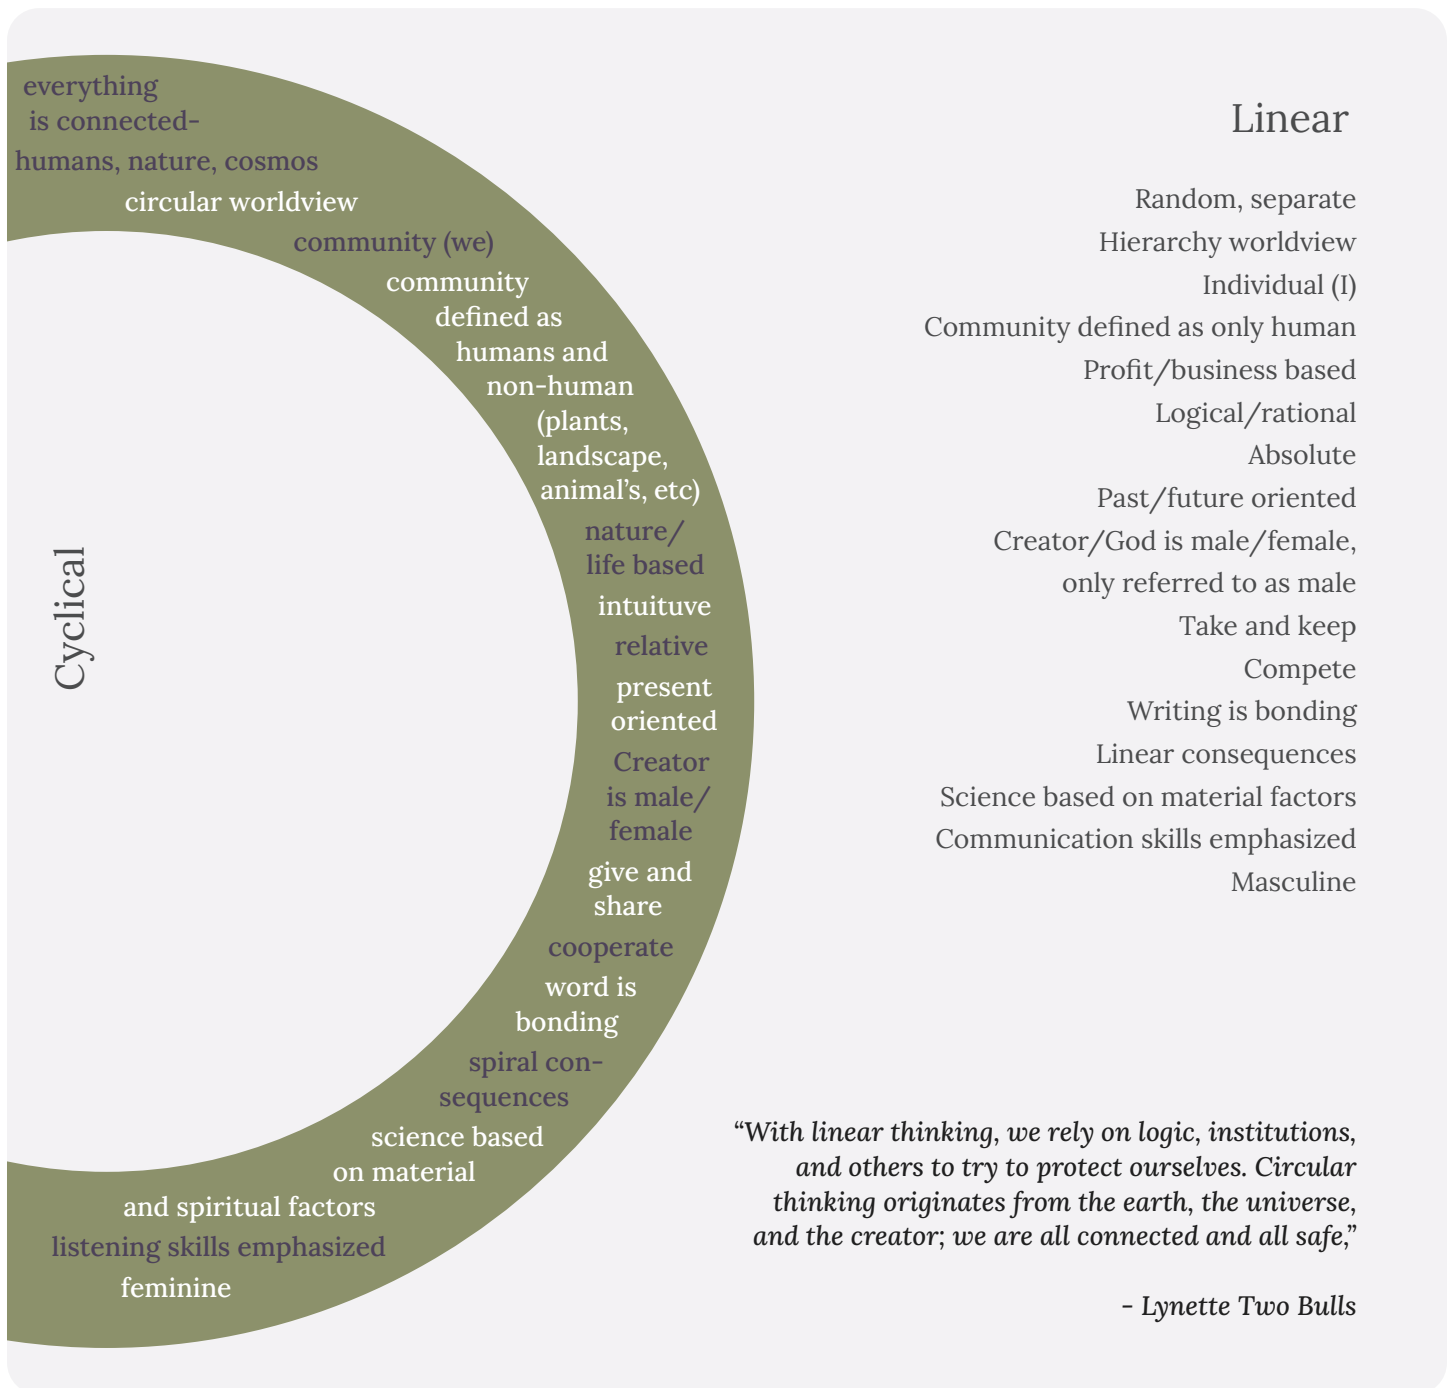 everything
is connected-
humans, nature, cosmos
circular worldview
community (we)
community
defined as
humans and
non-human
(plants,
landscape,
animal’s, etc)
nature/
life based
intuituve
relative
present
oriented
Creator
is male/
female
give and
share
cooperate
word is
bonding
spiral con-
sequences
science based
on material
and spiritual factors
listening skills emphasized
feminine
Cyclical
Linear
Random, separate
Hierarchy worldview
Individual (I)
Community defined as only human
Profit/business based
Logical/rational
Absolute
Past/future oriented
Creator/God is male/female,
only referred to as male
Take and keep
Compete
Writing is bonding
Linear consequences
Science based on material factors
Communication skills emphasized
Masculine
“With linear thinking, we rely on logic, institutions,
and others to try to protect ourselves. Circular
thinking originates from the earth, the universe,
and the creator; we are all connected and all safe,”
- Lynette Two Bulls